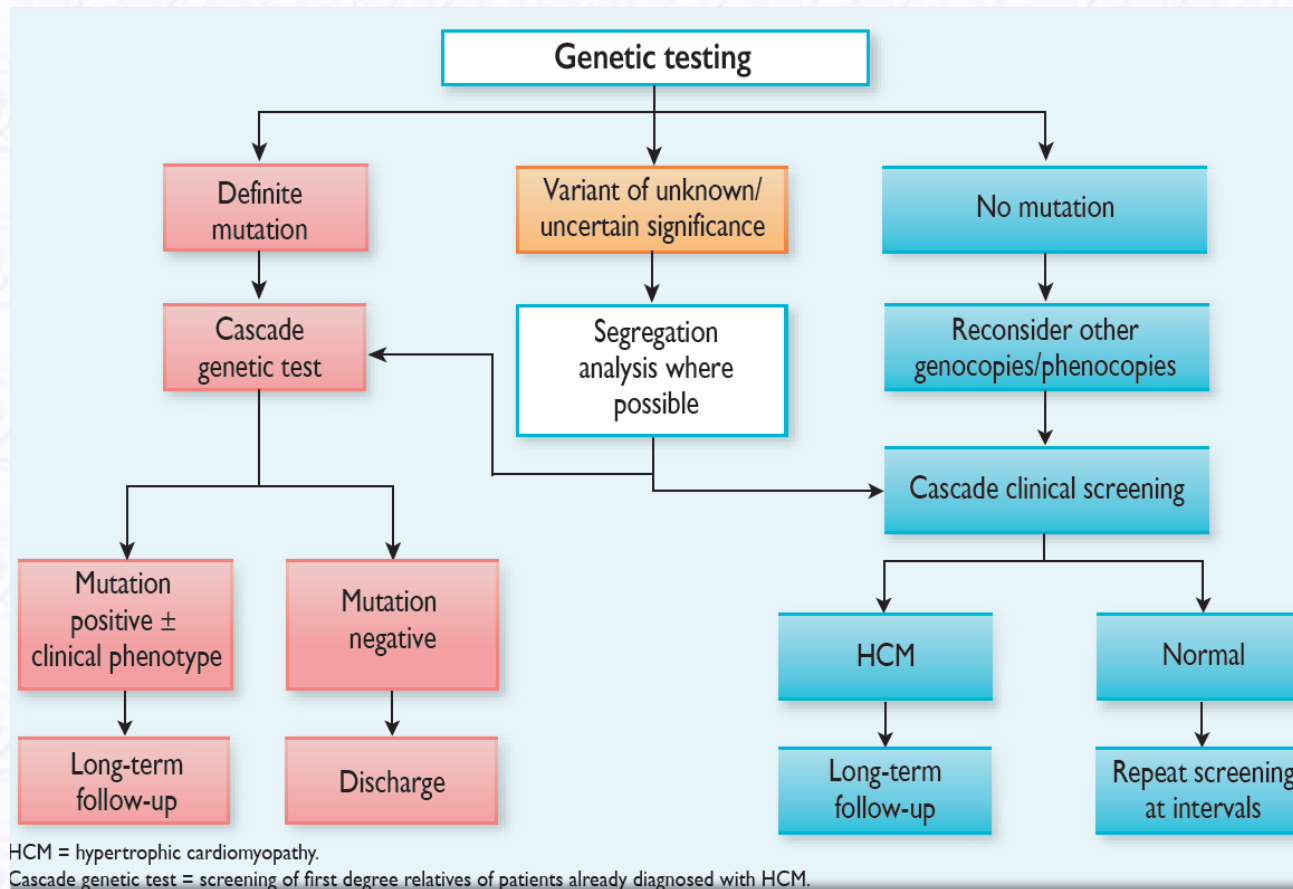 Genetic testing
Definite
mutation
Variant of unknown/
uncertain significance
No mutation
Cascade
genetic test
Segregation
analysis where
possible
Reconsider other
genocopies/phenocopies
Cascade clinical screening
Mutation
positive ±
clinical phenotype
Mutation
negative
HCM
Normal
Long-term
follow-up
Discharge
Long-term
follow-up
Repeat screening
at intervals
HCM = hypertrophic cardiomyopathy.
Cascade genetic test = screening of first degree relatives of patients already diagnosed with HCM.